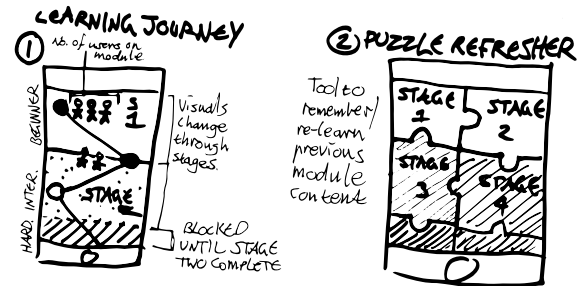 LEARNING JOURNEY
1
No. of users on
module
BEGINNER
S
1
Visuals
change
through
stages.
HARD. INTER.
STAGE
BLOCKED
UNTIL STAGE
TWO COMPLETE
2 PUZZLE REFRESHER
Tool to
remember/
re-learn
previous
module
content
STAGE
1
STAGE
2
STAGE
3
STAGE
4